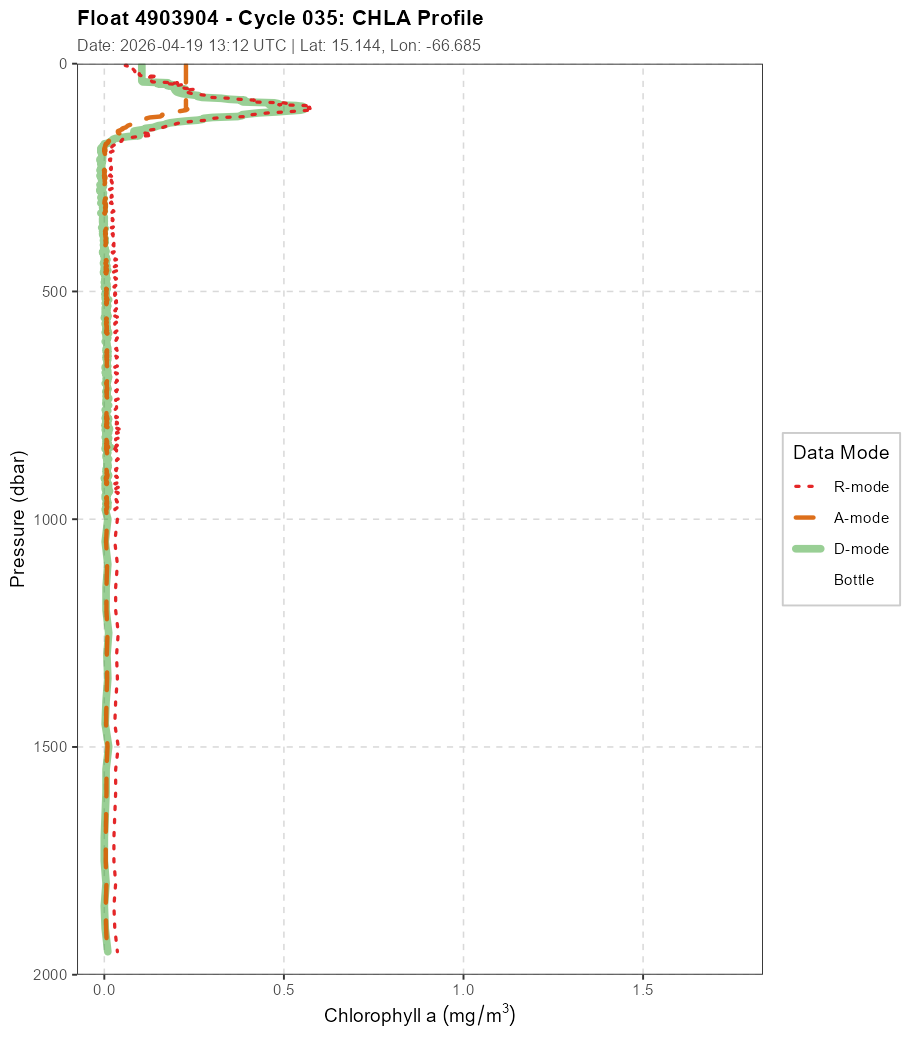 Float 4903904 - Cycle 035: CHLA Profile
Date: 2026-04-19 13:12 UTC | Lat: 15.144, Lon: -66.685
0
500
1000
1500
2000
Pressure (dbar)
0.0 0.5 1.0 1.5
Chlorophyll a (mg/m³)
Data Mode
R-mode
A-mode
D-mode
Bottle